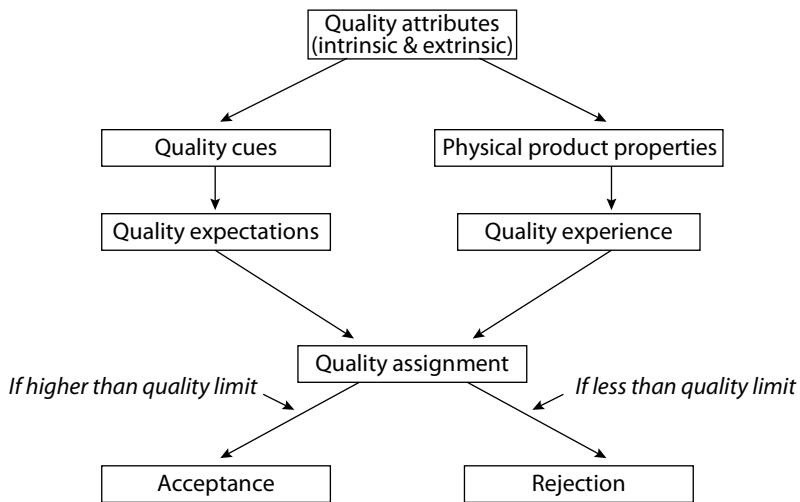 Quality attributes
(intrinsic & extrinsic)
Quality cues
Physical product properties
Quality expectations
Quality experience
Quality assignment
If higher than quality limit
If less than quality limit
Acceptance
Rejection